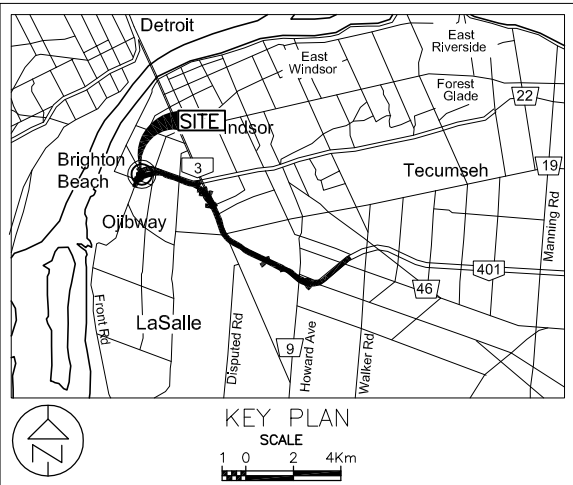 Detroit
East
Riverside
East
Windsor
Forest
Glade
22
SITE
ndsor
Brighton
Beach
3
Tecumseh
19
Manning Rd
Ojibway
401
46
Front Rd
LaSalle
Disputed Rd
9
Howard Ave
Walker Rd
KEY PLAN
SCALE
1 0 2 4Km
N